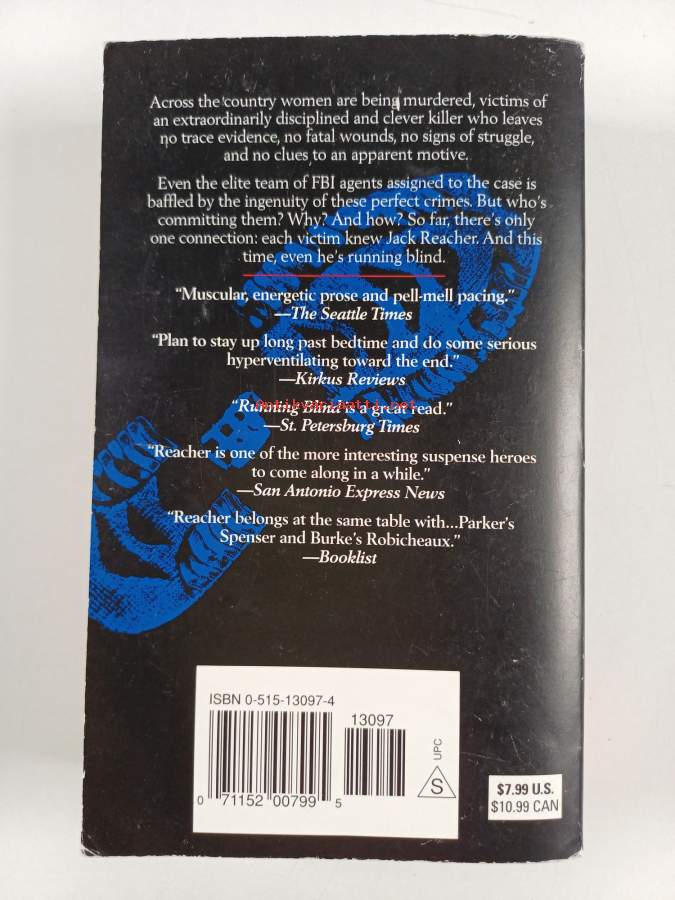 Across the country women are being murdered, victims of
an extraordinarily disciplined and clever killer who leaves
no trace evidence, no fatal wounds, no signs of struggle,
and no clues to an apparent motive.
Even the elite team of FBI agents assigned to the case is
baffled by the ingenuity of these perfect crimes. But who's
committing them? Why? And how? So far, there's only
one connection: each victim knew Jack Reacher. And this
time, even he's running blind.
“Muscular, energetic prose and pell-mell pacing.”
—The Seattle Times
“Plan to stay up long past bedtime and do some serious
hyperventilating toward the end.”
—Kirkus Reviews
Antikvariaatti.net
“Running Blind is a great read.”
—St. Petersburg Times
“Reacher is one of the more interesting suspense heroes
to come along in a while.”
—San Antonio Express News
“Reacher belongs at the same table with...Parker's
Spenser and Burke's Robicheaux.”
—Booklist
ISBN 0-515-13097-4
13097
0 71152 00799 5
S
UPC
$7.99 U.S.
$10.99 CAN